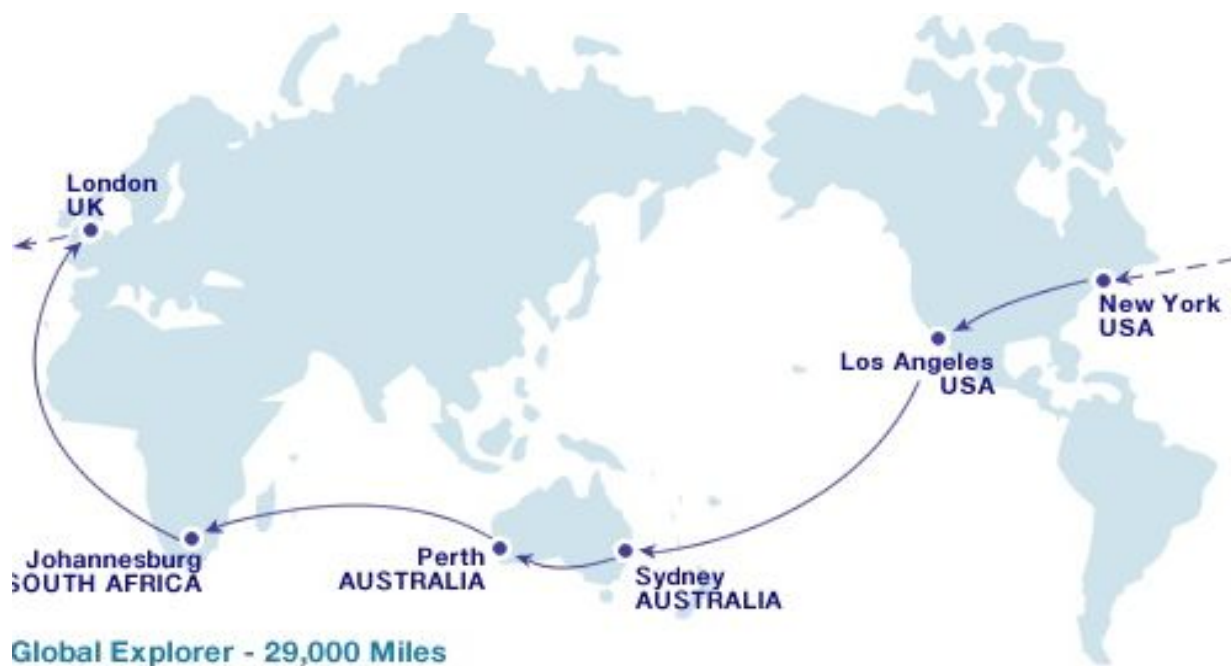 London
UK
New York
USA
Los Angeles
USA
Johannesburg
SOUTH AFRICA
Perth
AUSTRALIA
Sydney
AUSTRALIA
Global Explorer - 29,000 Miles